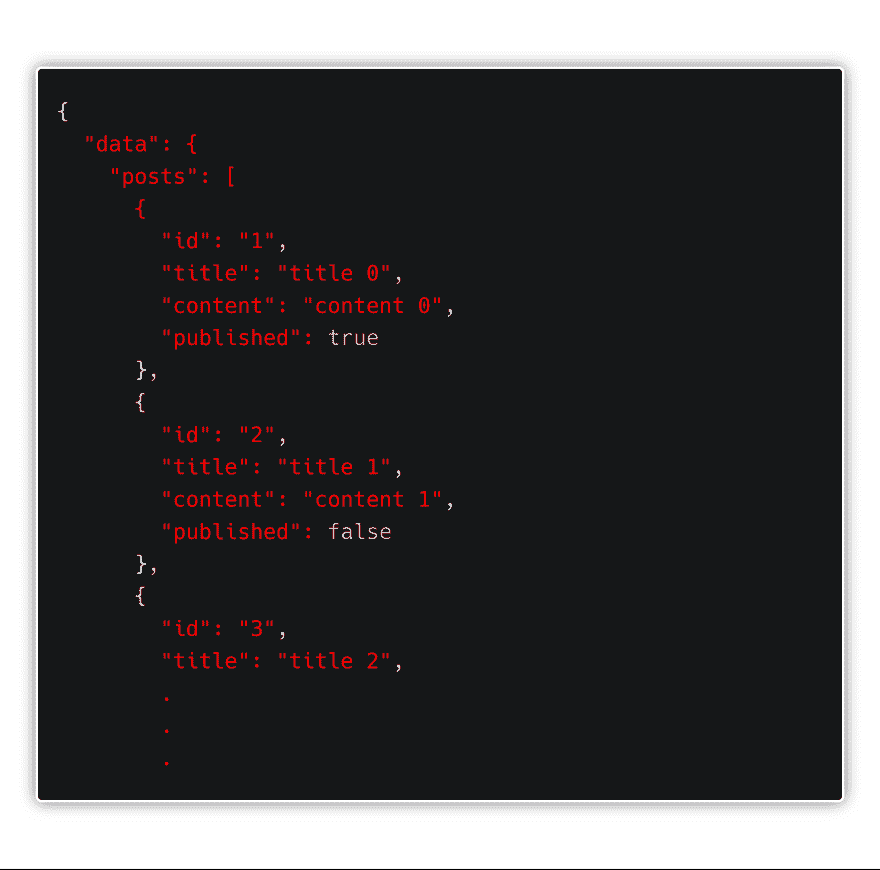 {
"data": {
"posts": [
{
"id": "1",
"title": "title 0",
"content": "content 0",
"published": true
},
{
"id": "2",
"title": "title 1",
"content": "content 1",
"published": false
},
{
"id": "3",
"title": "title 2",
.
.
.